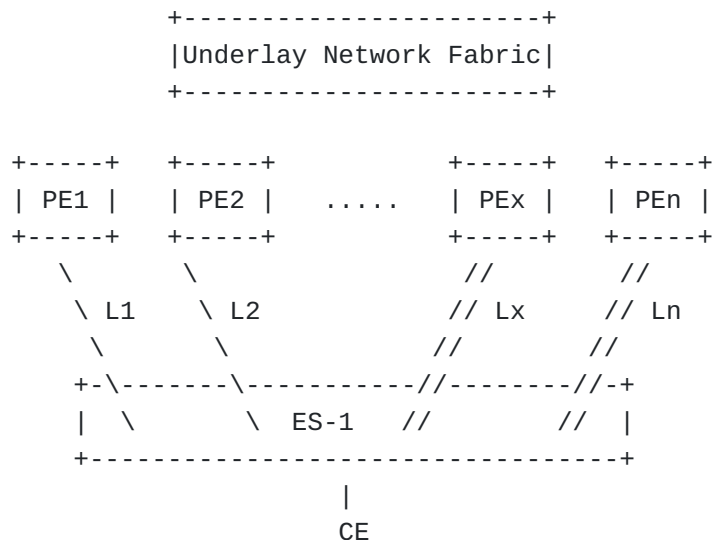 Underlay Network Fabric
PE1 PE2 ..... PEx PEn
L1 L2 Lx Ln
ES-1
CE